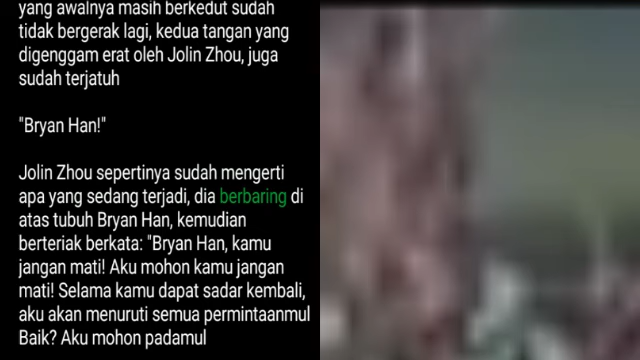 yang awalnya masih berkedut sudah
tidak bergerak lagi, kedua tangan yang
digenggam erat oleh Jolin Zhou, juga
sudah terjatuh
"Bryan Han!"
Jolin Zhou sepertinya sudah mengerti
apa yang sedang terjadi, dia berbaring di
atas tubuh Bryan Han, kemudian
berteriak berkata: "Bryan Han, kamu
jangan mati! Aku mohon kamu jangan
mati! Selama kamu dapat sadar kembali,
aku akan menuruti semua permintaanmul
Baik? Aku mohon padamul